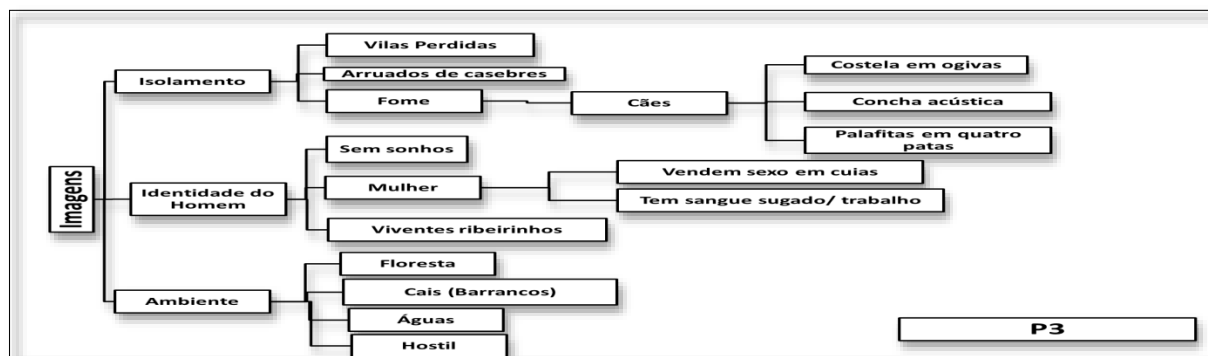 Imagens
Isolamento
Vilas Perdidas
Arruados de casebres
Fome
Cães
Costela em ogivas
Concha acústica
Palafitas em quatro
patas
Identidade do
Homem
Sem sonhos
Mulher
Vendem sexo em cuias
Tem sangue sugado/ trabalho
Viventes ribeirinhos
Ambiente
Floresta
Cais (Barrancos)
Águas
Hostil
P3